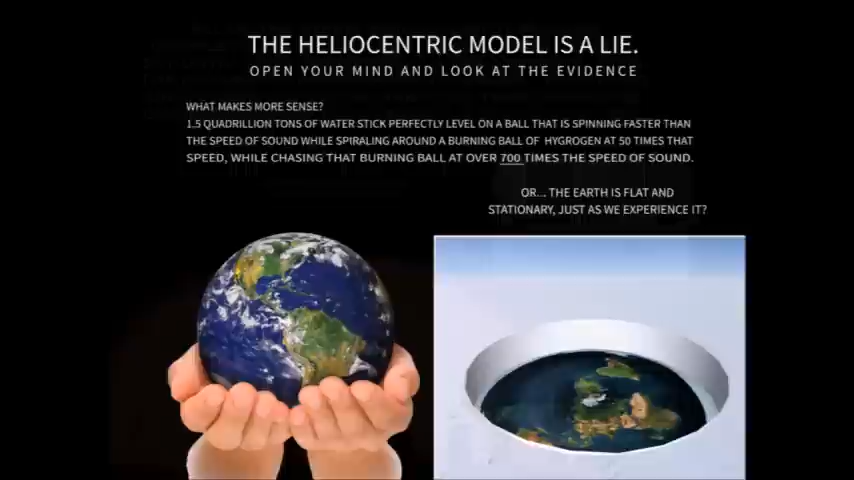 THE HELIOCENTRIC MODEL IS A LIE.
OPEN YOUR MIND AND LOOK AT THE EVIDENCE
WHAT MAKES MORE SENSE?
1.5 QUADRILLION TONS OF WATER STICK PERFECTLY LEVEL ON A BALL THAT IS SPINNING FASTER THAN
THE SPEED OF SOUND WHILE SPIRALING AROUND A BURNING BALL OF HYGROGEN AT 50 TIMES THAT
SPEED, WHILE CHASING THAT BURNING BALL AT OVER 700 TIMES THE SPEED OF SOUND.
OR... THE EARTH IS FLAT AND
STATIONARY, JUST AS WE EXPERIENCE IT?